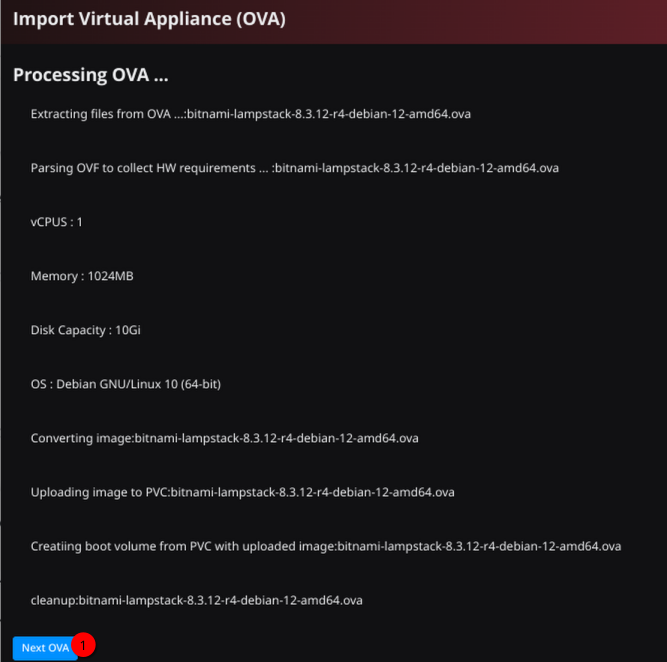 Import Virtual Appliance (OVA)
Processing OVA ...
Extracting files from OVA ...:bitnami-lampstack-8.3.12-r4-debian-12-amd64.ova
Parsing OVF to collect HW requirements ... :bitnami-lampstack-8.3.12-r4-debian-12-amd64.ova
vCPUS : 1
Memory : 1024MB
Disk Capacity : 10Gi
OS : Debian GNU/Linux 10 (64-bit)
Converting image:bitnami-lampstack-8.3.12-r4-debian-12-amd64.ova
Uploading image to PVC:bitnami-lampstack-8.3.12-r4-debian-12-amd64.ova
Creatiing boot volume from PVC with uploaded image:bitnami-lampstack-8.3.12-r4-debian-12-amd64.ova
cleanup:bitnami-lampstack-8.3.12-r4-debian-12-amd64.ova
Next OVA 1